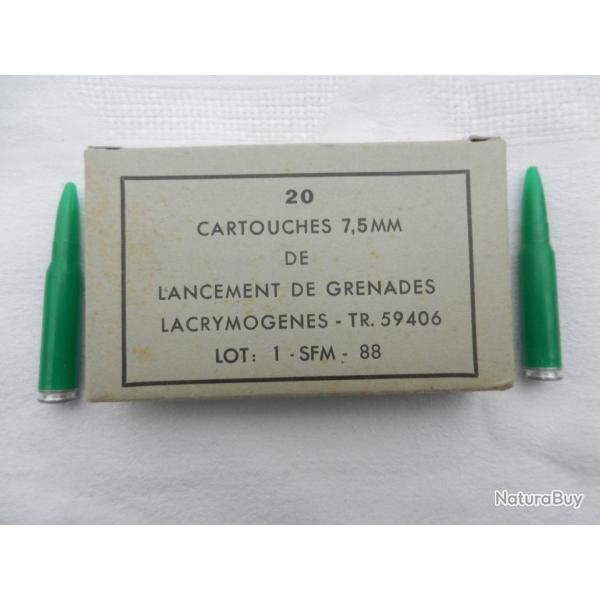 20
CARTOUCHES 7,5MM
DE
LANCEMENT DE GRENADES
LACRYMOGENES - TR. 59406
LOT: 1 - SFM - 88
NaturaBuy